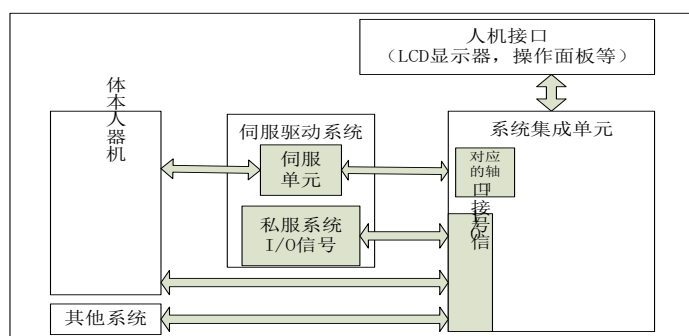 人机接口
(LCD显示器, 操作面板等)
体本人器机
伺服驱动系统
伺服
单元
私服系统
I/O信号
系统集成单元
对应
的轴
口接
号信
其他系统